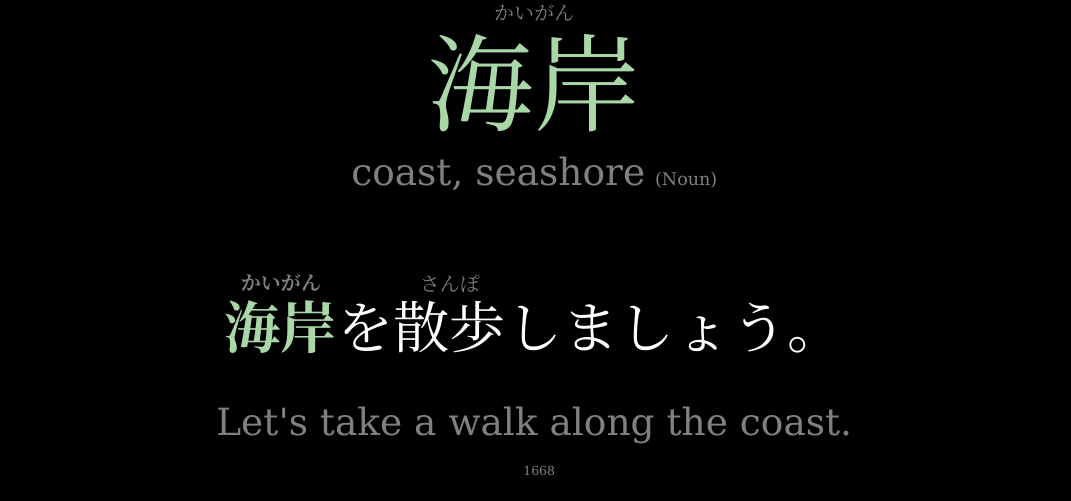 かいがん
海岸
coast, seashore (Noun)
かいがん さんぽ
海岸を散歩しましょう。
Let's take a walk along the coast.
1668